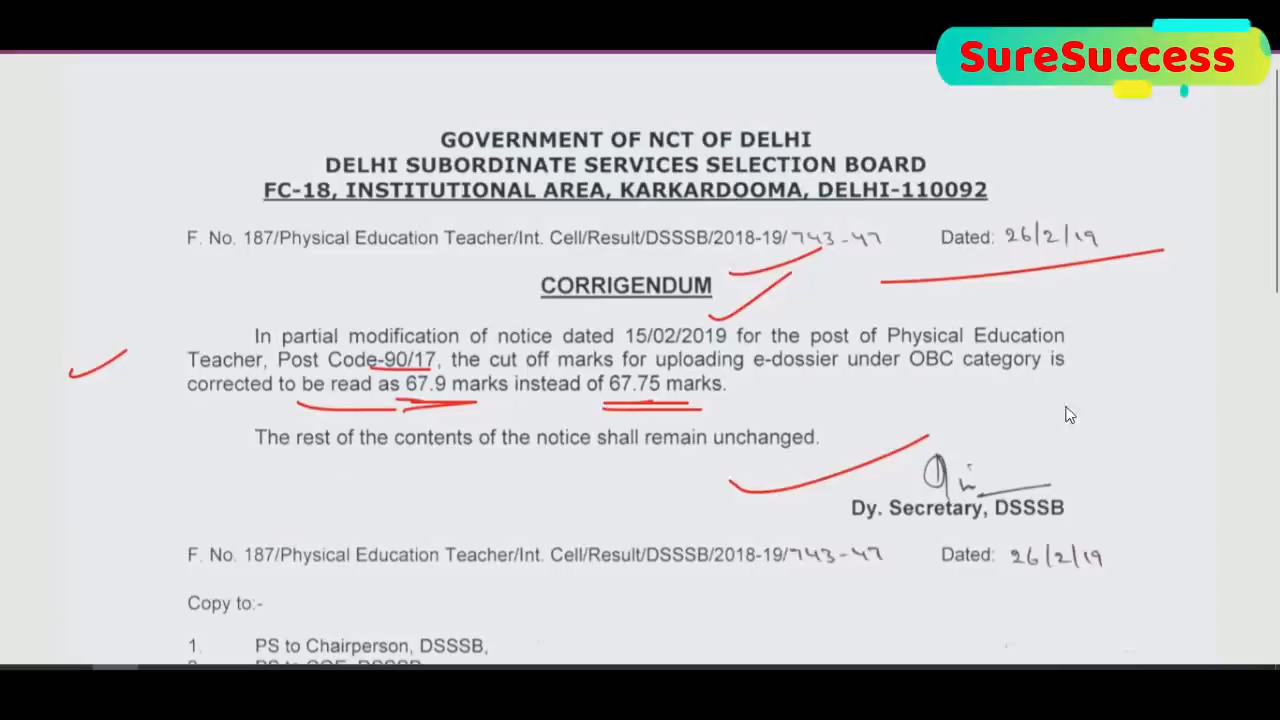 SureSuccess
GOVERNMENT OF NCT OF DELHI
DELHI SUBORDINATE SERVICES SELECTION BOARD
FC-18, INSTITUTIONAL AREA, KARKARDOOMA, DELHI-110092
F. No. 187/Physical Education Teacher/Int. Cell/Result/DSSSB/2018-19/743-47 Dated: 26/2/19
CORRIGENDUM
In partial modification of notice dated 15/02/2019 for the post of Physical Education
Teacher, Post Code-90/17, the cut off marks for uploading e-dossier under OBC category is
corrected to be read as 67.9 marks instead of 67.75 marks.
The rest of the contents of the notice shall remain unchanged.
Dy. Secretary, DSSSB
F. No. 187/Physical Education Teacher/Int. Cell/Result/DSSSB/2018-19/743-47 Dated: 26/2/19
Copy to:-
1. PS to Chairperson, DSSSB,